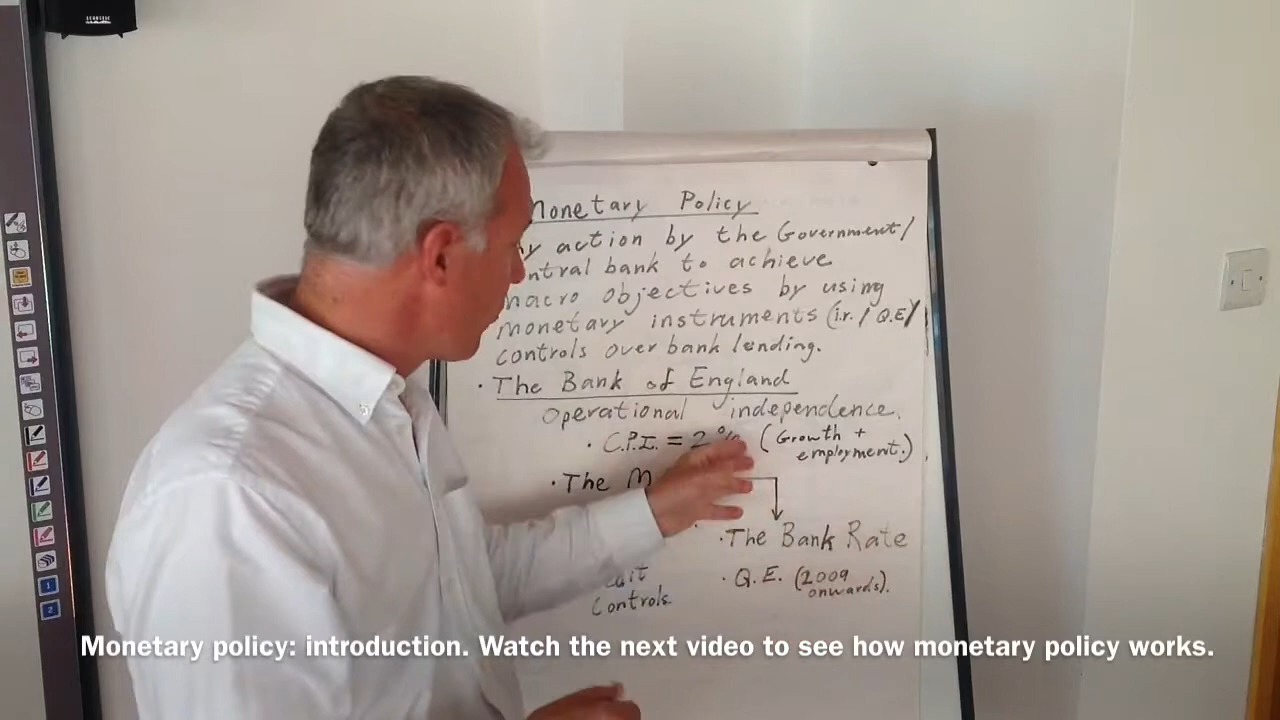 Monetary Policy
action by the Government/
bank to achieve
macro objectives by using
monetary instruments (i.r./Q.E)/
controls over bank lending.
· The Bank of England
Operational independence.
· C.P.I. = 2% (Growth +
employment.)
· The M
· The Bank Rate
· Q.E. (2009
onwards).
Controls.
Monetary policy: introduction. Watch the next video to see how monetary policy works.